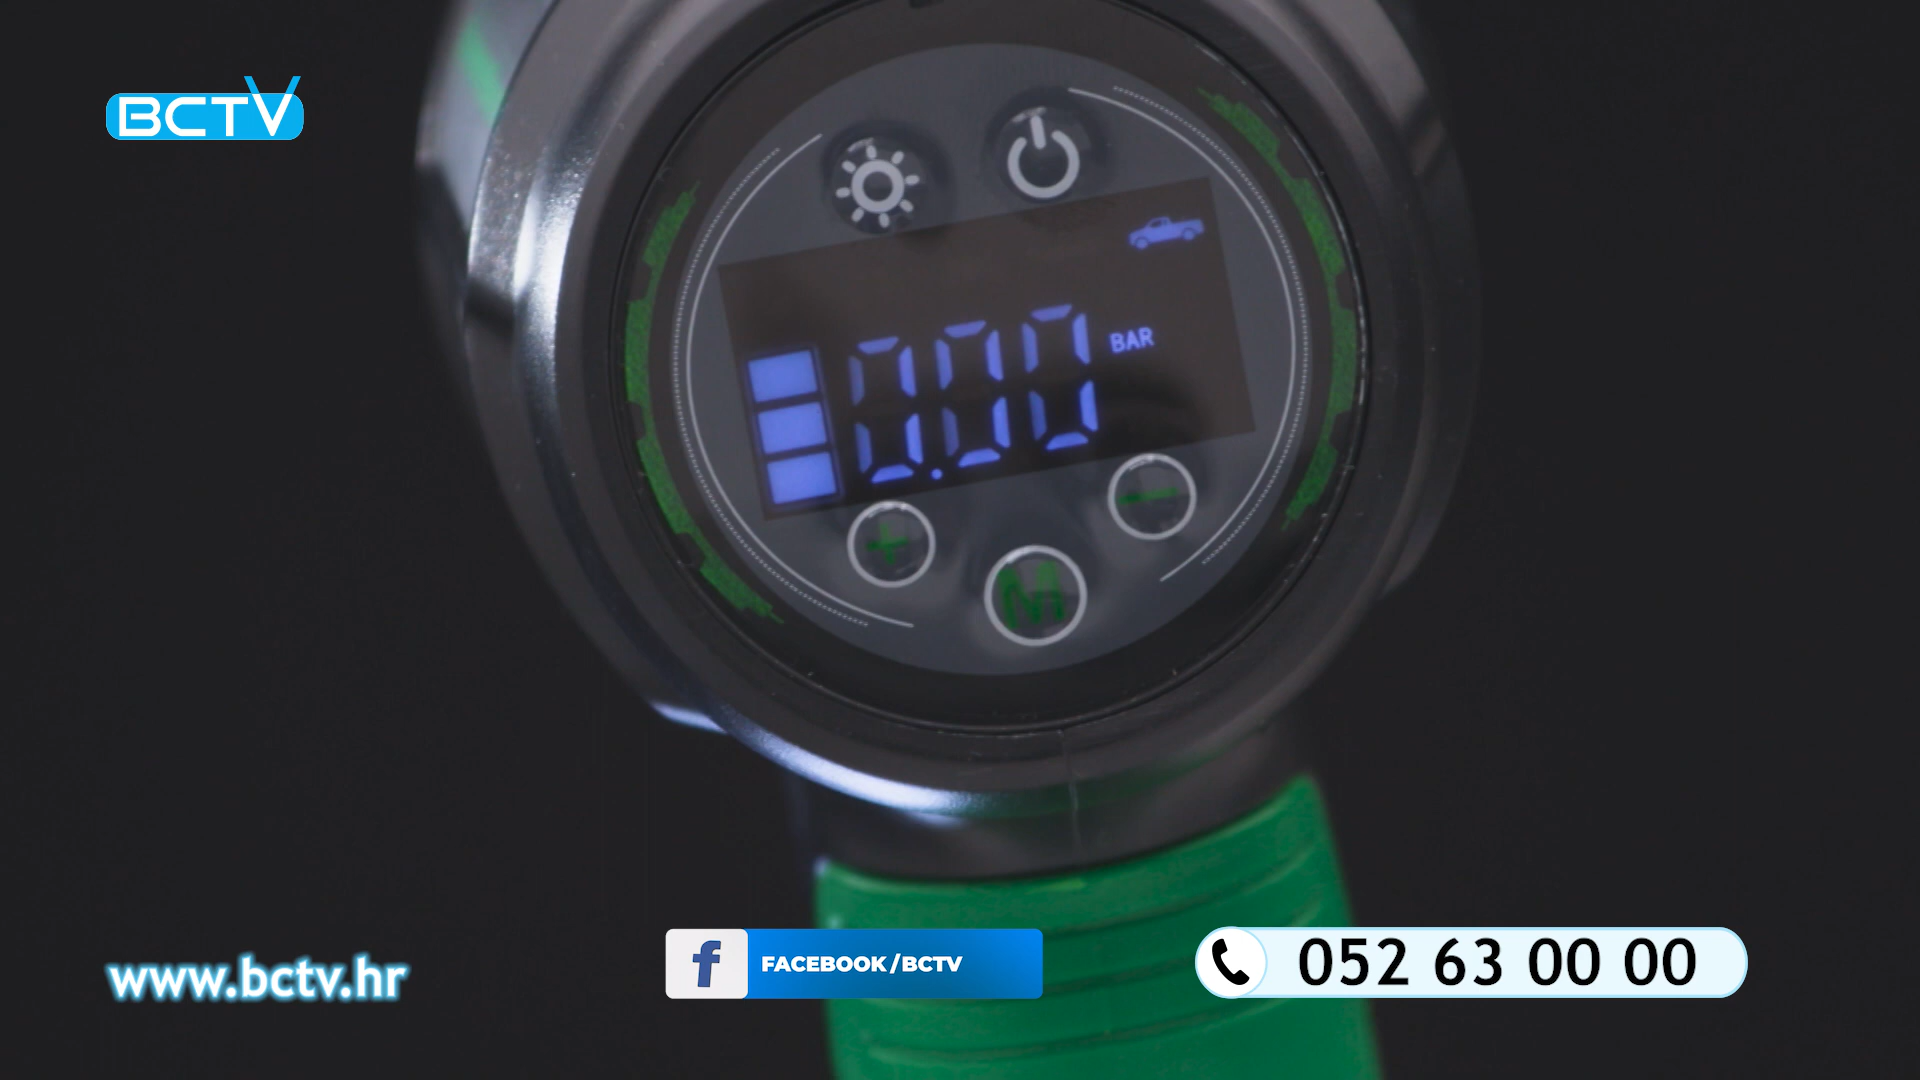 BCTV
0.00 BAR
+
-
M
www.bctv.hr
FACEBOOK/BCTV
052 63 00 00